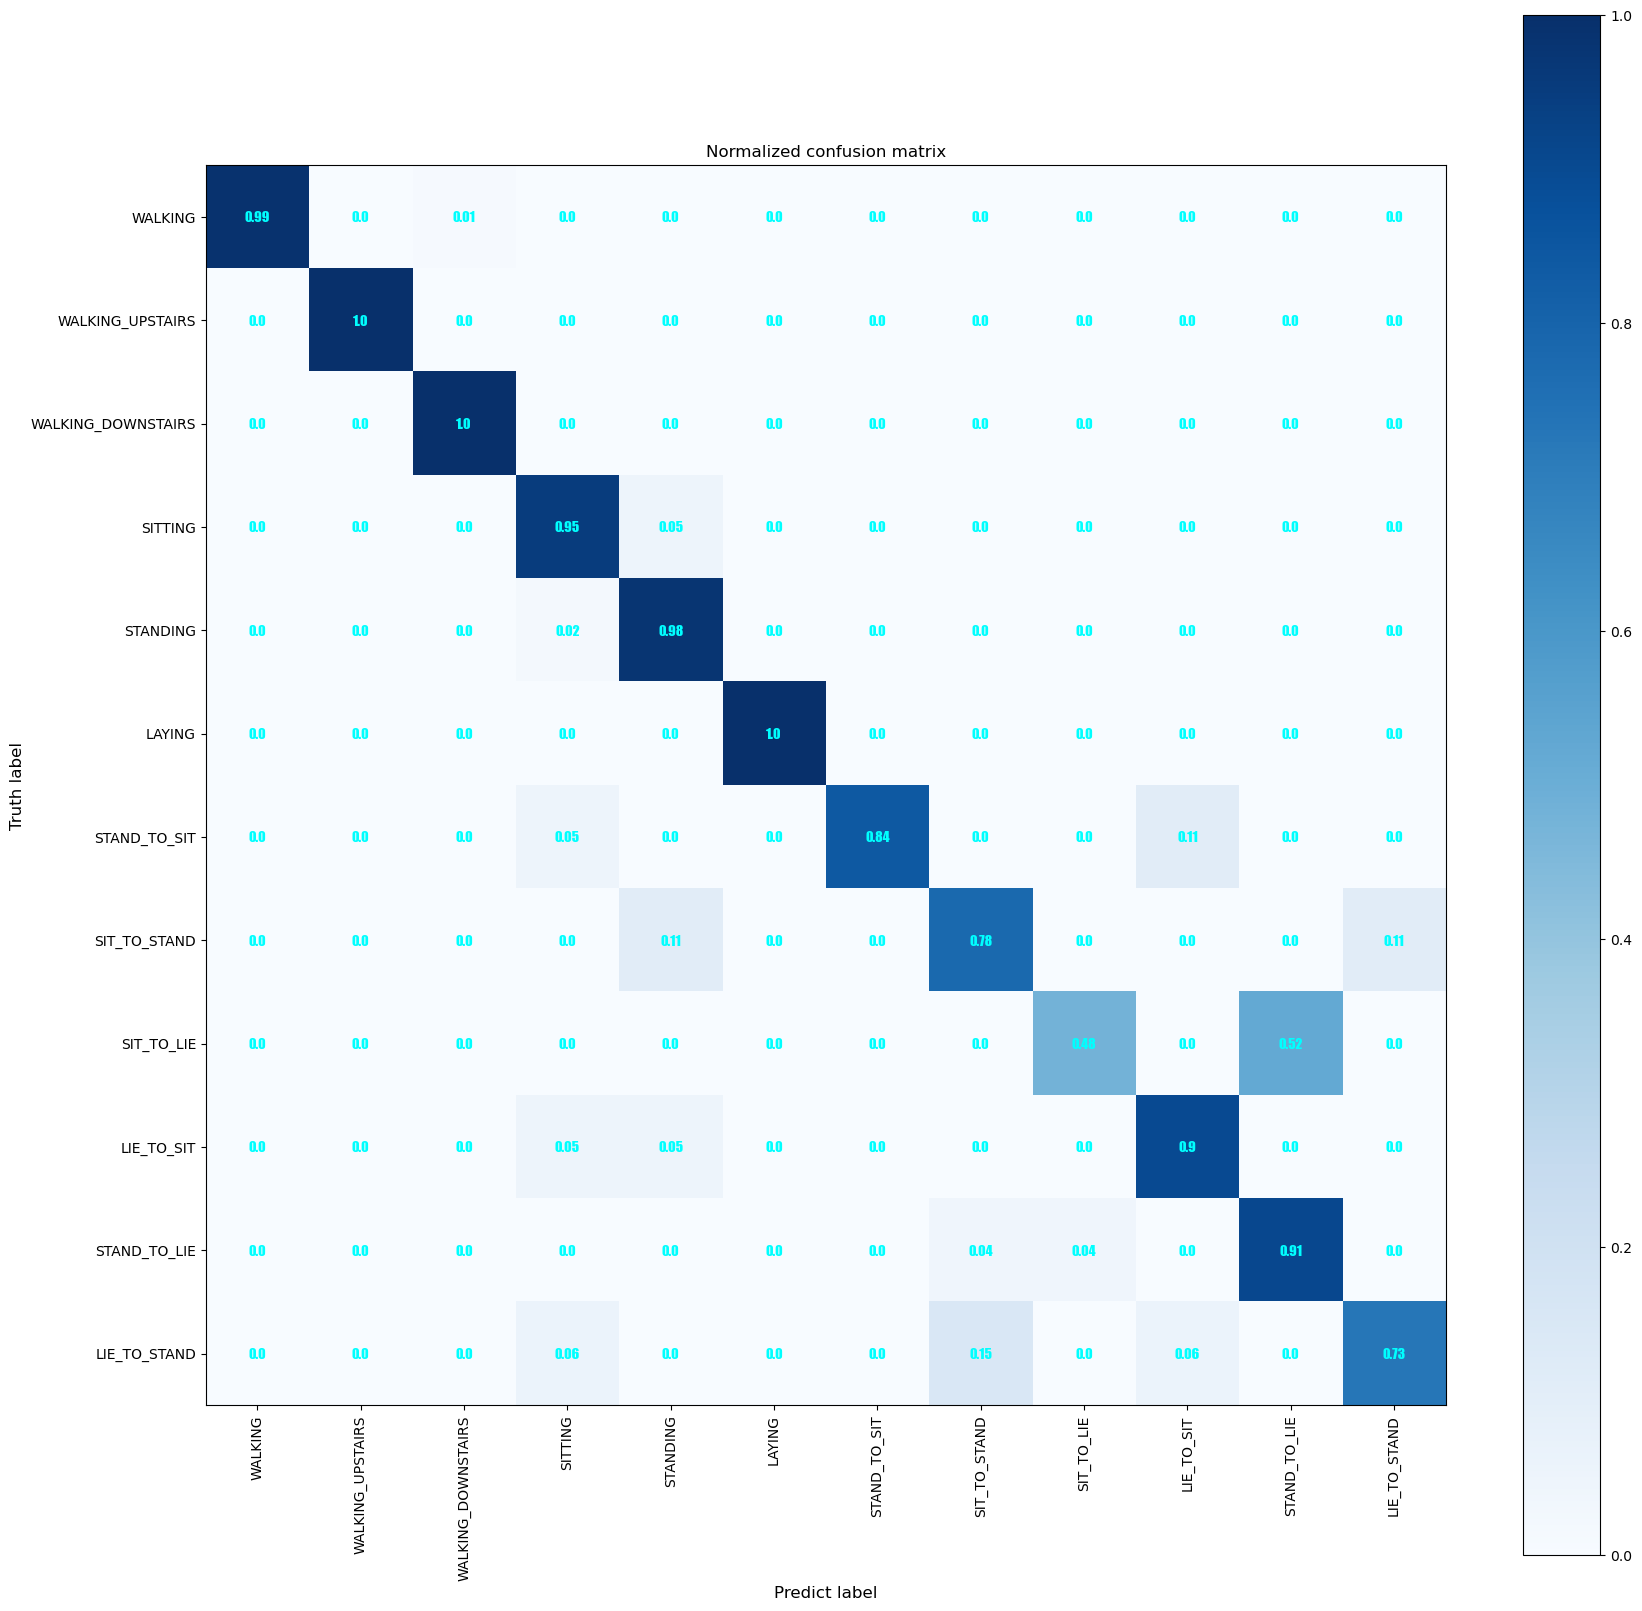 Normalized confusion matrix
WALKING 0.99 0.0 0.01 0.0 0.0 0.0 0.0 0.0 0.0 0.0 0.0 0.0
WALKING_UPSTAIRS 0.0 1.0 0.0 0.0 0.0 0.0 0.0 0.0 0.0 0.0 0.0 0.0
WALKING_DOWNSTAIRS 0.0 0.0 1.0 0.0 0.0 0.0 0.0 0.0 0.0 0.0 0.0 0.0
SITTING 0.0 0.0 0.0 0.95 0.05 0.0 0.0 0.0 0.0 0.0 0.0 0.0
STANDING 0.0 0.0 0.0 0.02 0.98 0.0 0.0 0.0 0.0 0.0 0.0 0.0
LAYING 0.0 0.0 0.0 0.0 0.0 1.0 0.0 0.0 0.0 0.0 0.0 0.0
STAND_TO_SIT 0.0 0.0 0.0 0.05 0.0 0.0 0.84 0.0 0.0 0.11 0.0 0.0
SIT_TO_STAND 0.0 0.0 0.0 0.0 0.11 0.0 0.0 0.78 0.0 0.0 0.0 0.11
SIT_TO_LIE 0.0 0.0 0.0 0.0 0.0 0.0 0.0 0.0 0.48 0.0 0.52 0.0
LIE_TO_SIT 0.0 0.0 0.0 0.05 0.05 0.0 0.0 0.0 0.0 0.9 0.0 0.0
STAND_TO_LIE 0.0 0.0 0.0 0.0 0.0 0.0 0.0 0.04 0.04 0.0 0.91 0.0
LIE_TO_STAND 0.0 0.0 0.0 0.06 0.0 0.0 0.0 0.15 0.0 0.06 0.0 0.73
WALKING
WALKING_UPSTAIRS
WALKING_DOWNSTAIRS
SITTING
STANDING
LAYING
STAND_TO_SIT
SIT_TO_STAND
SIT_TO_LIE
LIE_TO_SIT
STAND_TO_LIE
LIE_TO_STAND
Truth label
Predict label
1.0
0.8
0.6
0.4
0.2
0.0